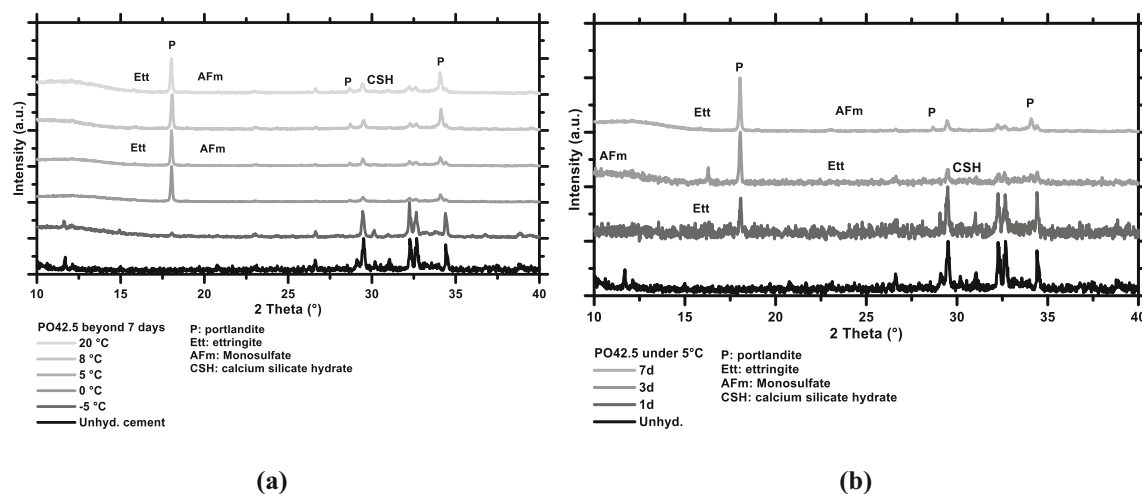 P
P
Ett
AFm
P
CSH
Ett
AFm
Intensity (a.u.)
10 15 20 25 30 35 40
2 Theta (°)
PO42.5 beyond 7 days
20 °C
8 °C
5 °C
0 °C
-5 °C
Unhyd. cement
P: portlandite
Ett: ettringite
AFm: Monosulfate
CSH: calcium silicate hydrate
(a)
P
Ett
AFm
P
P
AFm
Ett
CSH
Ett
Intensity (a.u.)
10 15 20 25 30 35 40
2 Theta (°)
PO42.5 under 5°C
7d
3d
1d
Unhyd.
P: portlandite
Ett: ettringite
AFm: Monosulfate
CSH: calcium silicate hydrate
(b)